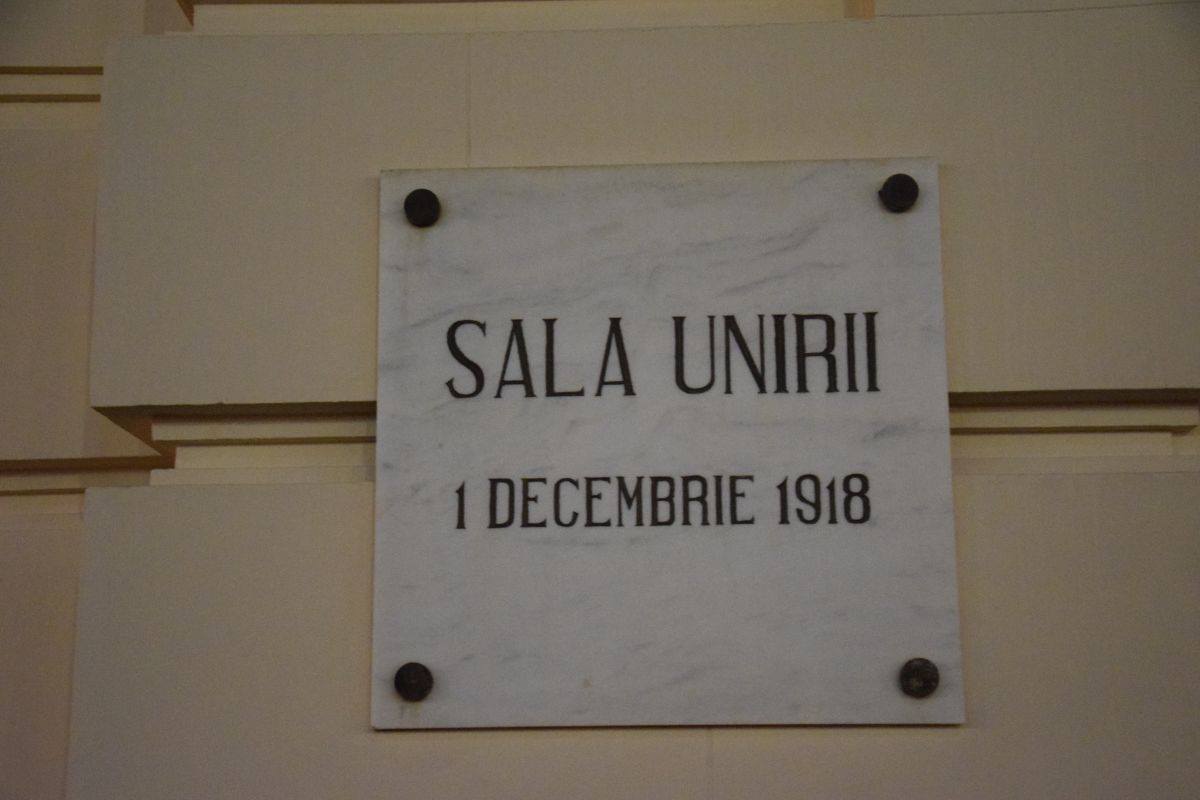 SALA UNIRII
1 DECEMBRIE 1918